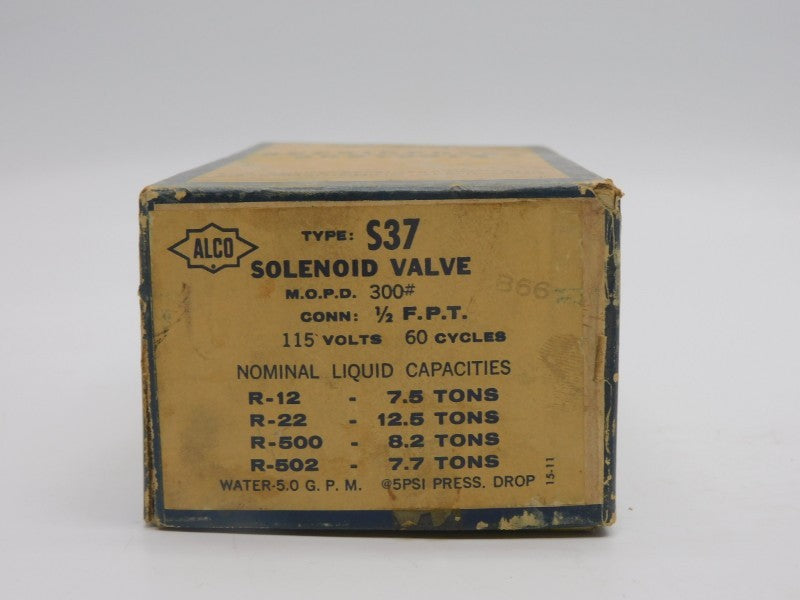 ALCO
TYPE: S37
SOLENOID VALVE
M.O.P.D. 300#
CONN: ½ F.P.T.
115 VOLTS 60 CYCLES
NOMINAL LIQUID CAPACITIES
R-12 - 7.5 TONS
R-22 - 12.5 TONS
R-500 - 8.2 TONS
R-502 - 7.7 TONS
WATER-5.0 G. P. M. @5PSI PRESS. DROP
15-11